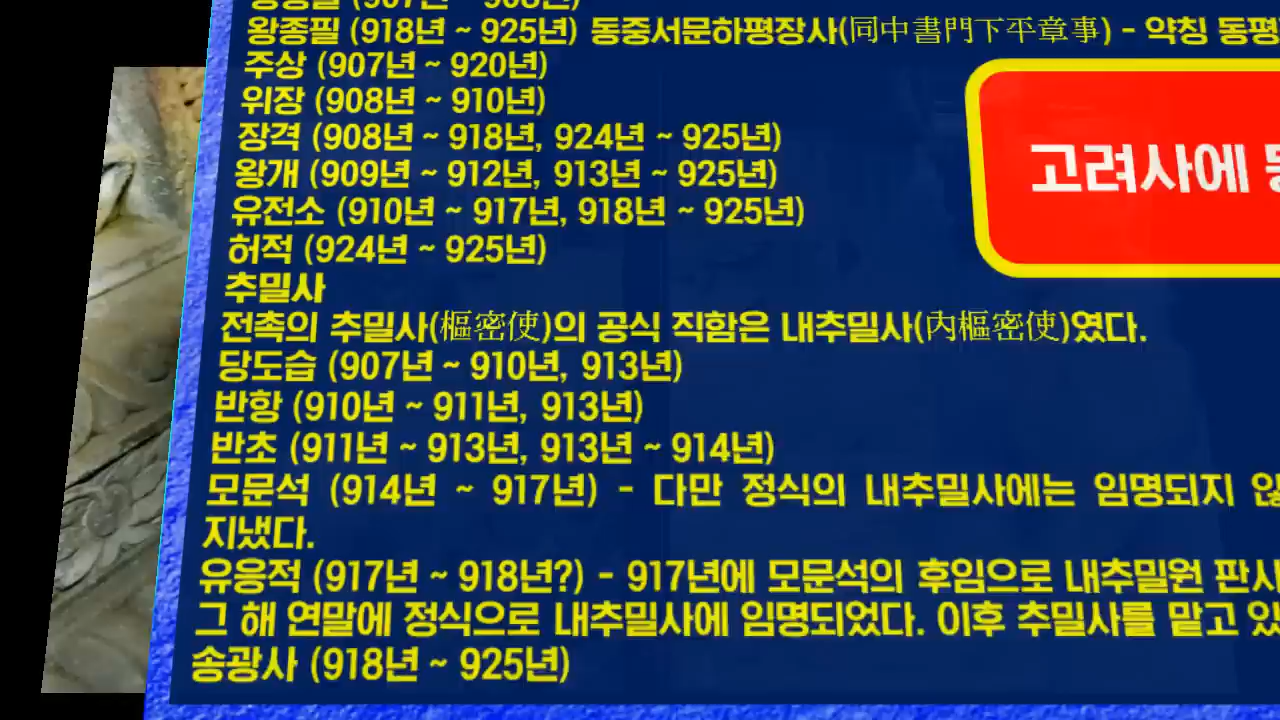 왕종필 (918년 ~ 925년) 동중서문하평장사(同中書門下平章事) - 약칭
주상 (907년 ~ 920년)
위장 (908년 ~ 910년)
장격 (908년 ~ 918년, 924년 ~ 925년)
고려사에
왕개 (909년 ~ 912년, 913년 ~ 925년)
유전소 (910년 ~ 917년, 918년 ~ 925년)
허적 (924년 ~ 925년)
추밀사
전촉의 추밀사(樞密使)의 공식 직함은 내추밀사(內樞密使)였다.
당도습 (907년 ~ 910년, 913년)
반항 (910년 ~ 911년, 913년)
반초 (911년 ~ 913년, 913년 ~ 914년)
모문석 (914년 ~ 917년) - 다만 정식의 내추밀사에는 임명되지
지냈다.
유응적 (917년 ~ 918년?) - 917년에 모문석의 후임으로 내추밀원
그 해 연말에 정식으로 내추밀사에 임명되었다. 이후 추밀사를 맡고
송광사 (918년 ~ 925년)